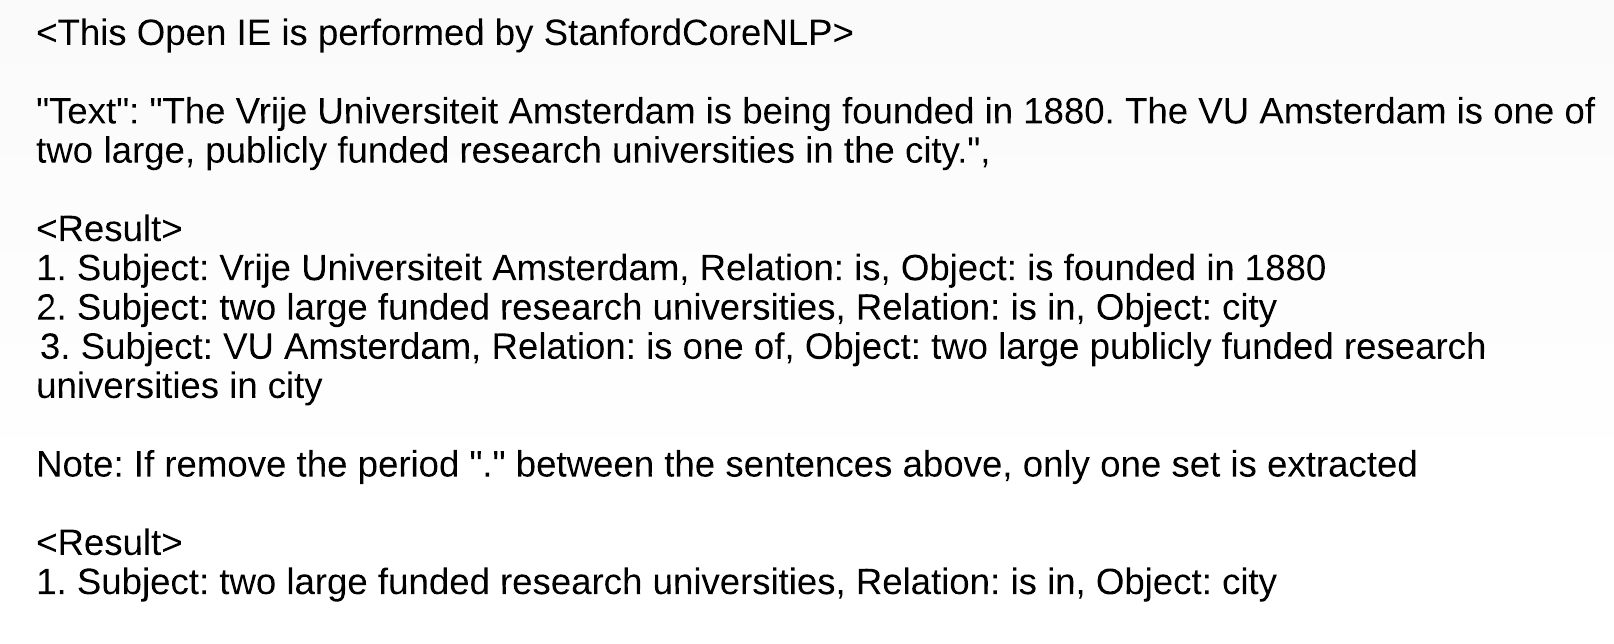 <This Open IE is performed by StanfordCoreNLP>
"Text": "The Vrije Universiteit Amsterdam is being founded in 1880. The VU Amsterdam is one of
two large, publicly funded research universities in the city.",
<Result>
1. Subject: Vrije Universiteit Amsterdam, Relation: is, Object: is founded in 1880
2. Subject: two large funded research universities, Relation: is in, Object: city
3. Subject: VU Amsterdam, Relation: is one of, Object: two large publicly funded research
universities in city
Note: If remove the period "." between the sentences above, only one set is extracted
<Result>
1. Subject: two large funded research universities, Relation: is in, Object: city